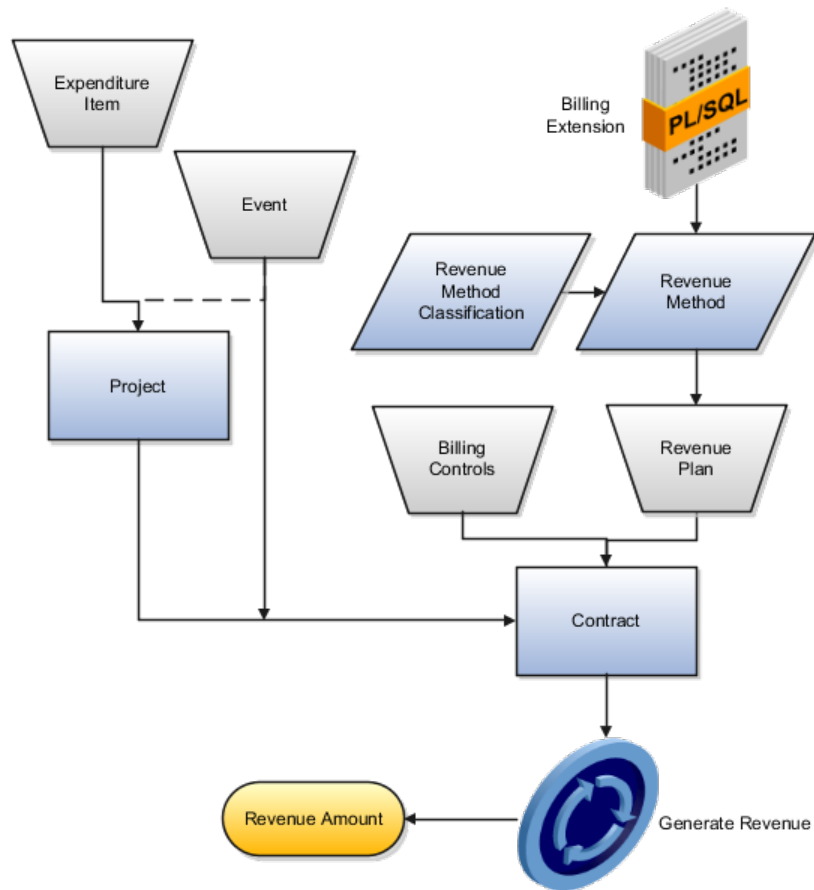 Expenditure
Item
Billing
Extension
PL/SQL
Event
Revenue
Method
Classification
Revenue
Method
Project
Billing
Controls
Revenue
Plan
Contract
Revenue Amount
Generate Revenue